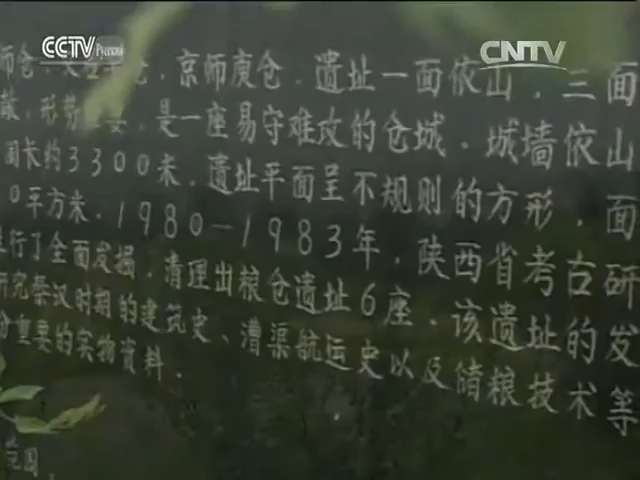 CCTV Русский
CNTV
师仓,京师庾仓.遗址一面依山,三面
敞,形势,是一座易守难攻的仓城.城墙依山
周长约3300米.遗址平面呈不规则的方形,面
0平方米.1980—1983年,陕西省考古研
进行了全面发掘,清理出粮仓遗址6座.该遗址的发
研究秦汉时期的建筑史、漕渠航运史以及储粮技术等
分重要的实物资料.
范围